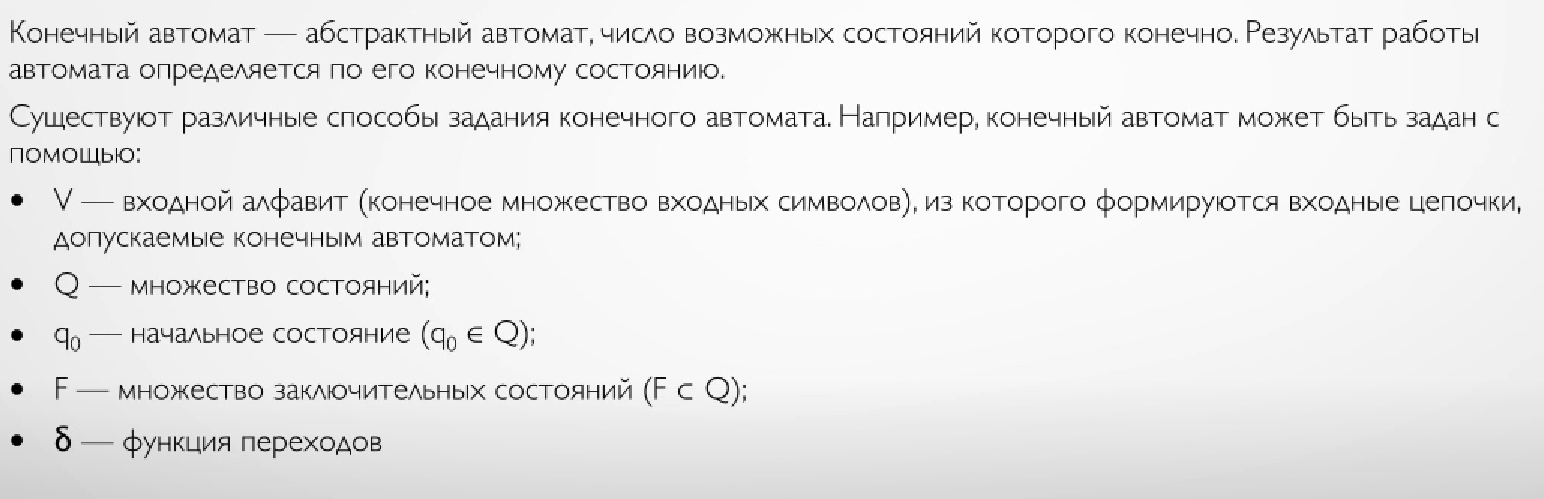 Конечный автомат — абстрактный автомат, число возможных состояний которого конечно. Результат работы
автомата определяется по его конечному состоянию.
Существуют различные способы задания конечного автомата. Например, конечный автомат может быть задан с
помощью:
• V — входной алфавит (конечное множество входных символов), из которого формируются входные цепочки,
допускаемые конечным автоматом;
• Q — множество состояний;
• q₀ — начальное состояние (q₀ ∈ Q);
• F — множество заключительных состояний (F ⊂ Q);
• δ — функция переходов